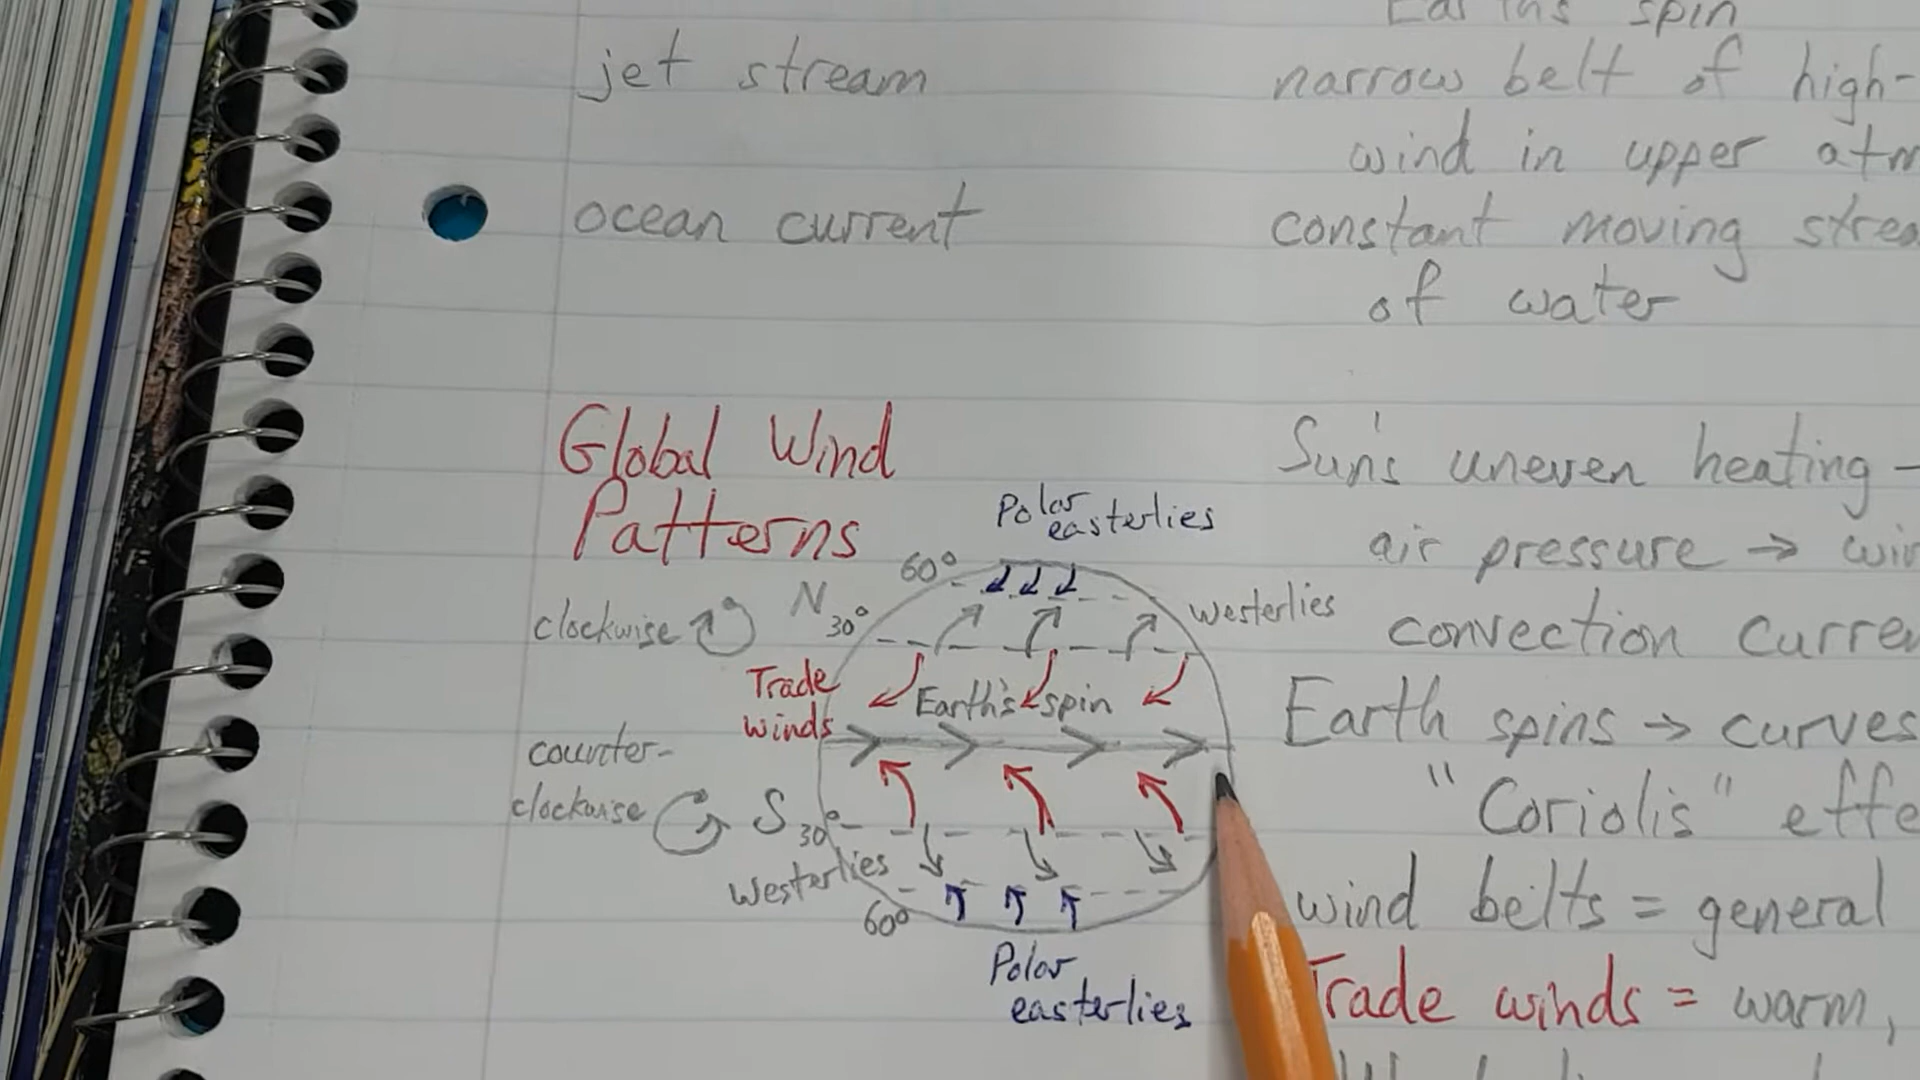 jet stream
ocean current
spin
narrow belt of high-
wind in upper
constant moving
of water
Global Wind
Patterns
Polar
easterlies
60°
N
30°
clockwise
Westerlies
Trade
winds
Earth's spin
counter-
clockwise
S 30°
Westerlies
60°
Polar
easterlies
Sun's uneven heating -
air pressure →
convection
Earth spins → curves
"Coriolis"
wind belts = general
Trade winds = warm,